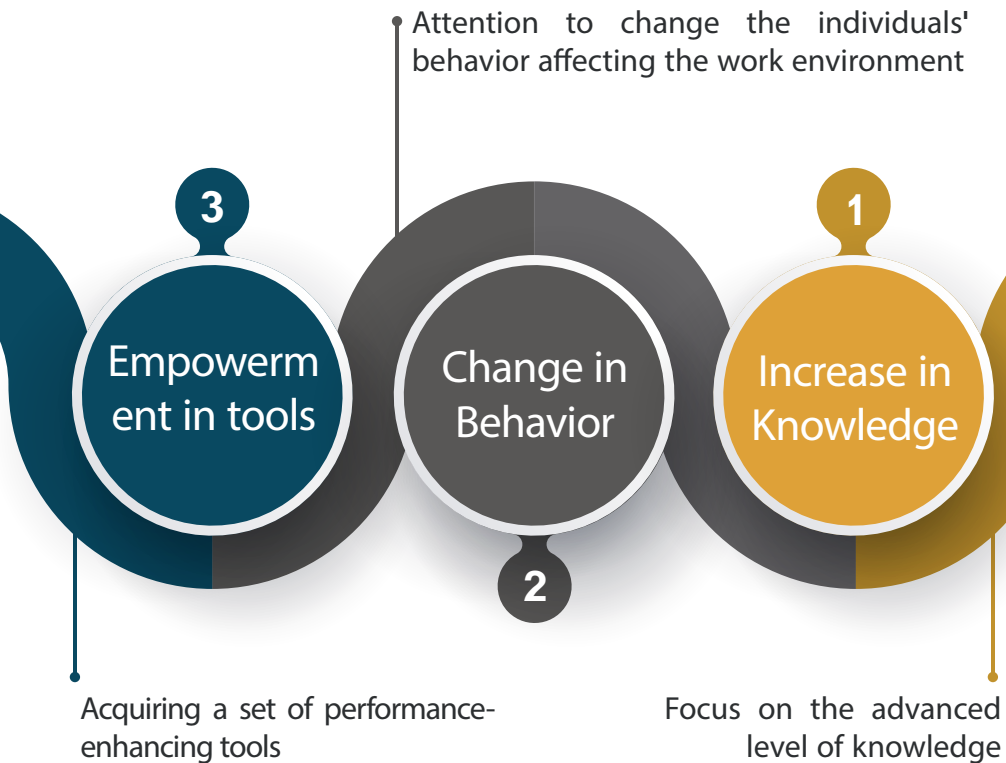 Attention to change the individuals'
behavior affecting the work environment
3
1
Empowerm
ent in tools
Change in
Behavior
Increase in
Knowledge
2
Acquiring a set of performance-
enhancing tools
Focus on the advanced
level of knowledge